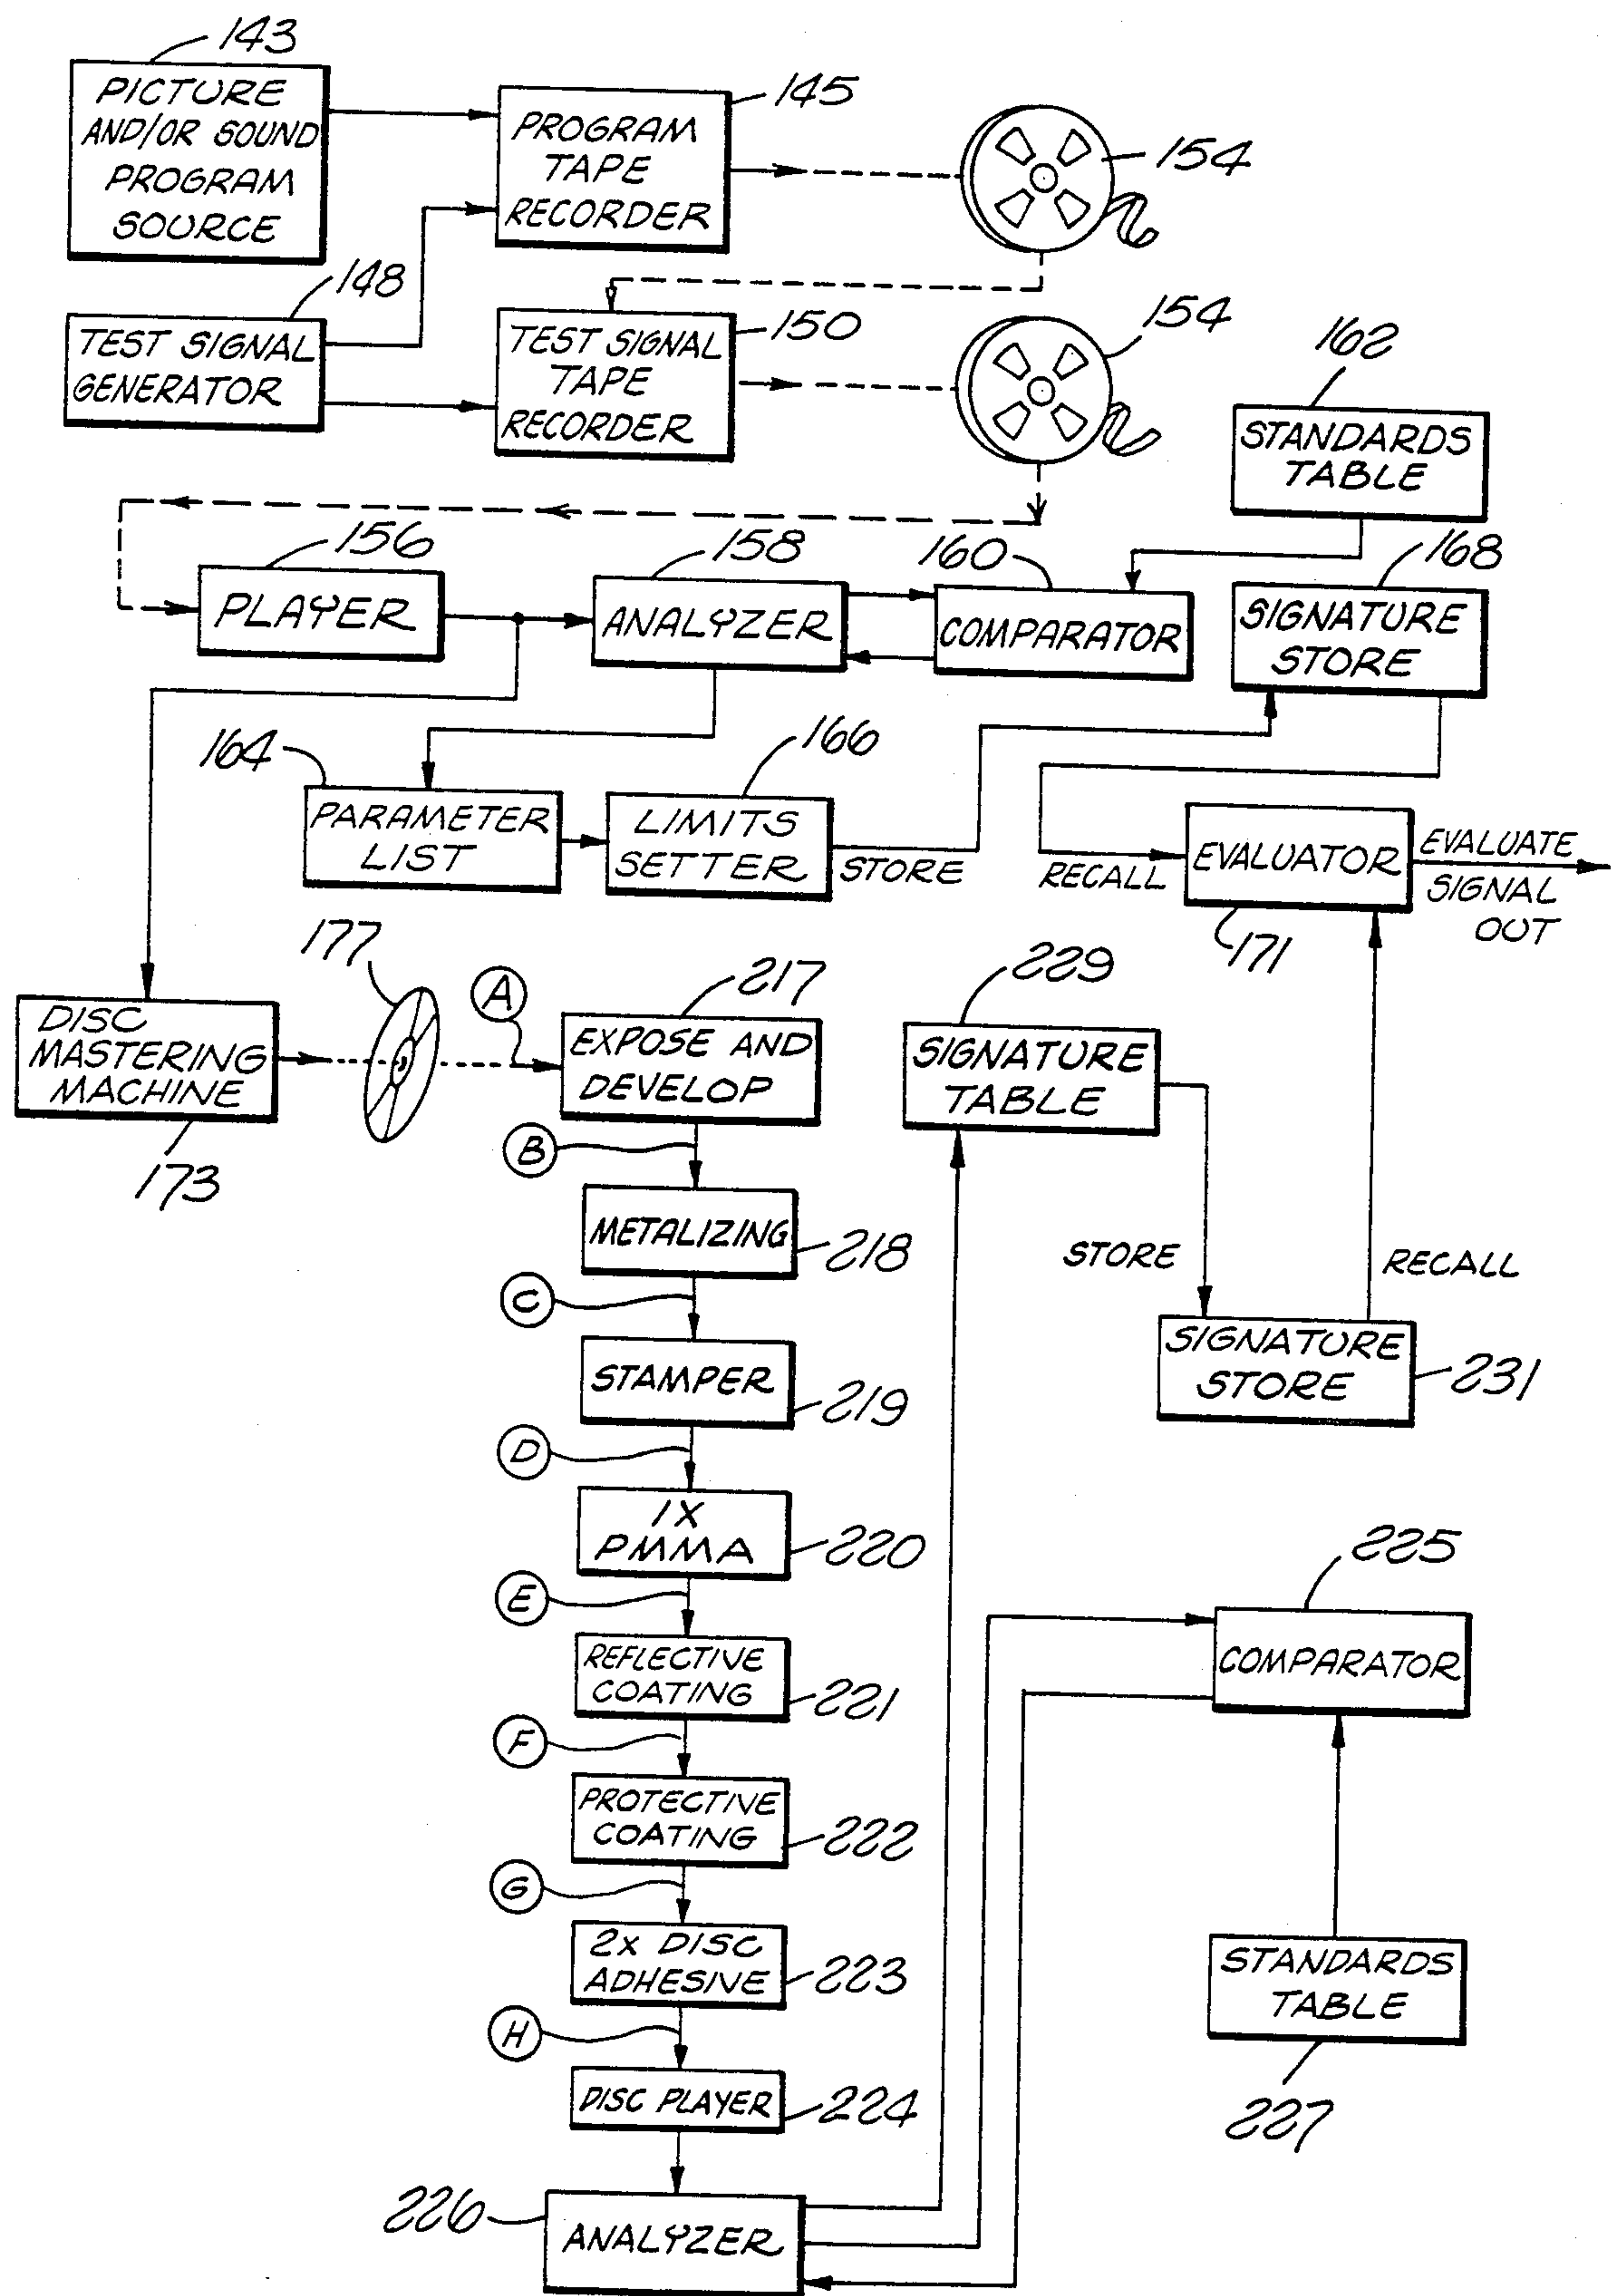 143
PICTURE
AND/OR SOUND
PROGRAM
SOURCE
145
PROGRAM
TAPE
RECORDER
154
148
TEST SIGNAL
GENERATOR
150
TEST SIGNAL
TAPE
RECORDER
154
162
STANDARDS
TABLE
156
PLAYER
158
ANALYZER
160
COMPARATOR
168
SIGNATURE
STORE
164
PARAMETER
LIST
166
LIMITS
SETTER
STORE
RECALL
EVALUATOR
171
EVALUATE
SIGNAL
OUT
DISC
MASTERING
MACHINE
173
177
A
217
EXPOSE AND
DEVELOP
229
SIGNATURE
TABLE
B
METALIZING
218
STORE
RECALL
C
STAMPER
219
SIGNATURE
STORE
231
D
1X
PMMA
220
E
REFLECTIVE
COATING
221
225
COMPARATOR
F
PROTECTIVE
COATING
222
G
2X DISC
ADHESIVE
223
STANDARDS
TABLE
227
H
DISC PLAYER
224
226
ANALYZER